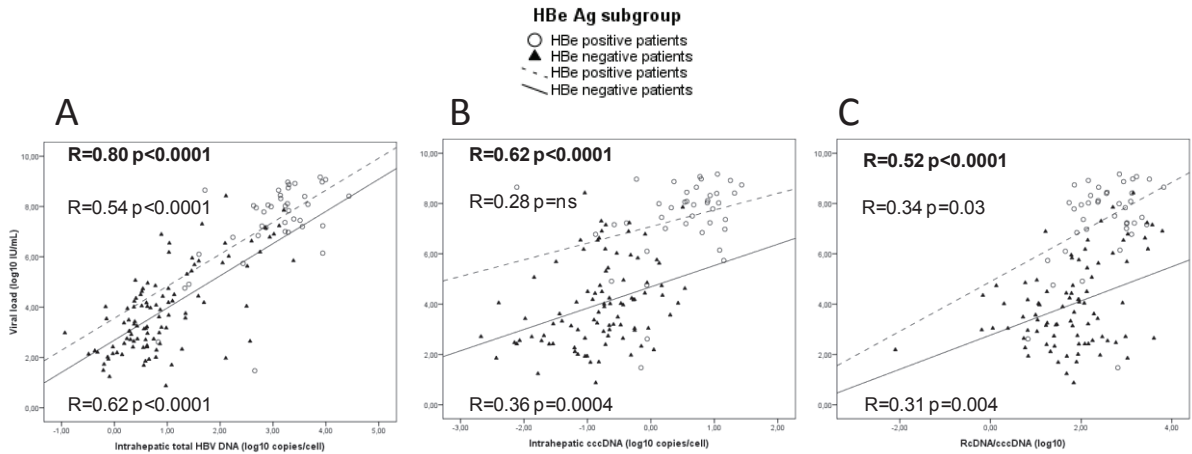 HBe Ag subgroup
HBe positive patients
HBe negative patients
HBe positive patients
HBe negative patients
A
R=0.80 p<0.0001
R=0.54 p<0.0001
R=0.62 p<0.0001
10,00
8,00
6,00
4,00
2,00
,00
Viral load (log10 IU/mL)
-1,00 ,00 1,00 2,00 3,00 4,00 5,00
Intrahepatic total HBV DNA (log10 copies/cell)
B
R=0.62 p<0.0001
R=0.28 p=ns
R=0.36 p=0.0004
10,00
8,00
6,00
4,00
2,00
,00
-3,00 -2,00 -1,00 ,00 1,00 2,00
Intrahepatic cccDNA (log10 copies/cell)
C
R=0.52 p<0.0001
R=0.34 p=0.03
R=0.31 p=0.004
10,00
8,00
6,00
4,00
2,00
,00
-2,00 ,00 2,00 4,00
RcDNA/cccDNA (log10)